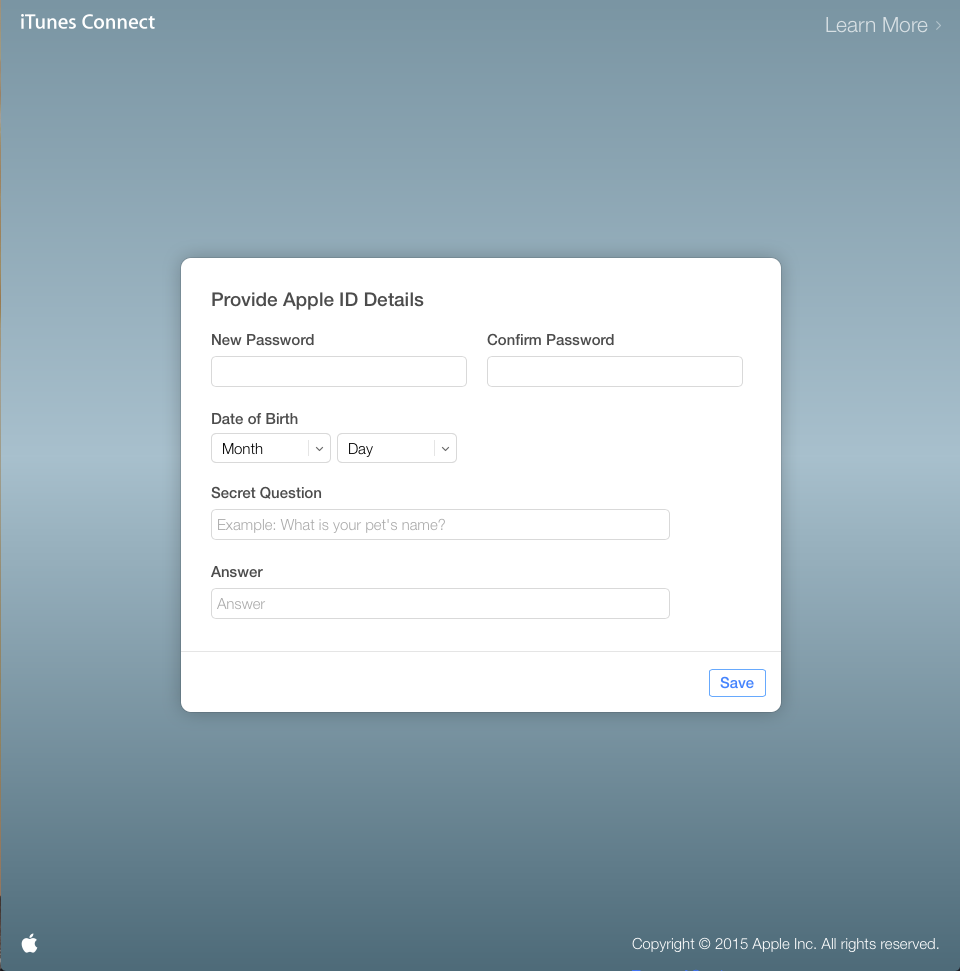 iTunes Connect
Learn More >
Provide Apple ID Details
New Password
Confirm Password
Date of Birth
Month
Day
Secret Question
Example: What is your pet's name?
Answer
Answer
Save
Copyright © 2015 Apple Inc. All rights reserved.